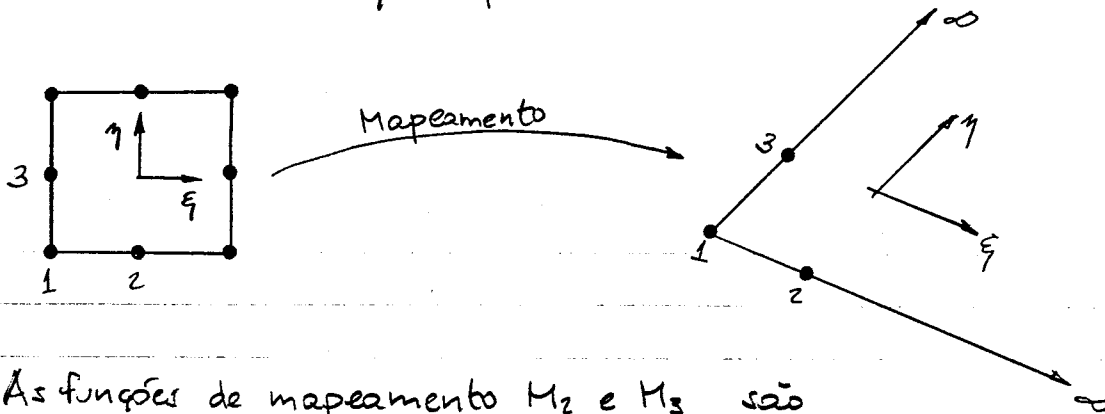 Mapeamento
∞
η
3
ξ
1
2
3
η
ξ
1
2
∞
As funções de mapeamento M₂ e M₃ são